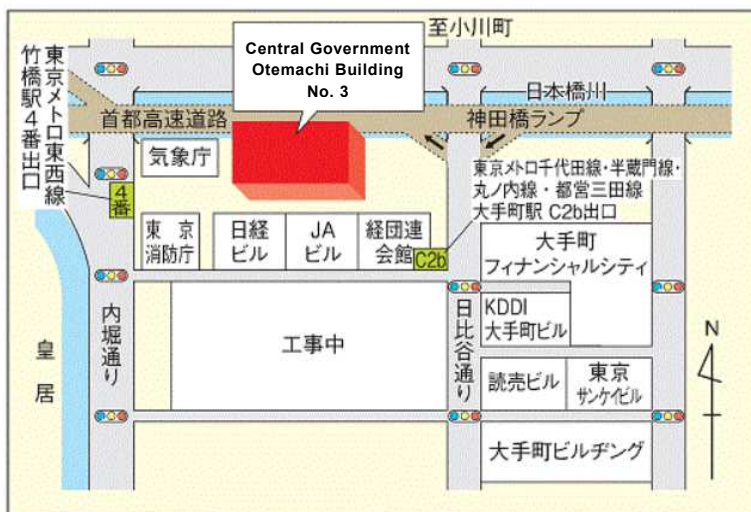 至小川町
Central Government
Otemachi Building
No. 3
日本橋川
首都高速道路
神田橋ランプ
東京メトロ東西線
竹橋駅4番出口
気象庁
4番
東京メトロ千代田線・半蔵門線・
丸ノ内線・都営三田線
大手町駅 C2b出口
東京
消防庁
日経
ビル
JA
ビル
経団連
会館
C2b
大手町
フィナンシャルシティ
内堀通り
工事中
日比谷通り
KDDI
大手町ビル
皇居
読売ビル
東京
サンケイビル
大手町ビルヂング
N